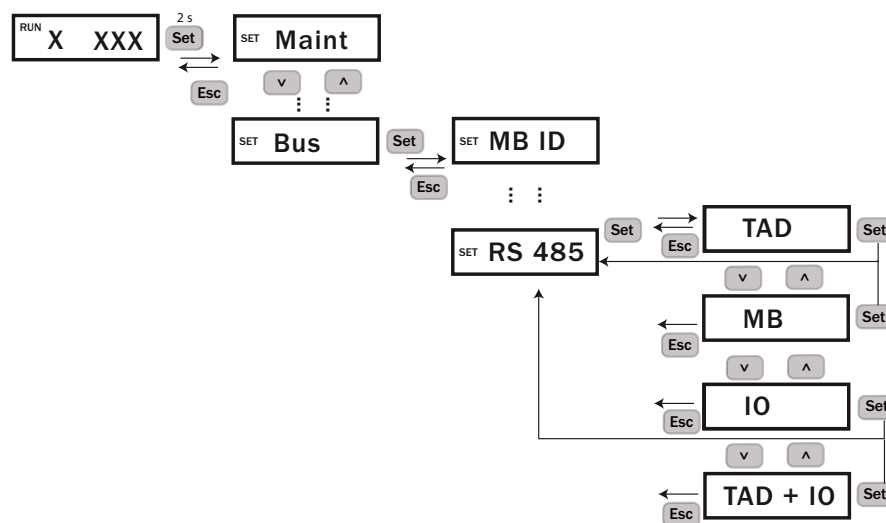 2 s
RUN X XXX
Set
SET Maint
Esc
v
ʌ
SET Bus
Set
SET MB ID
Esc
SET RS 485
Set
TAD
Set
Esc
v
ʌ
MB
Set
Esc
v
ʌ
IO
Set
Esc
v
ʌ
TAD + IO
Set
Esc